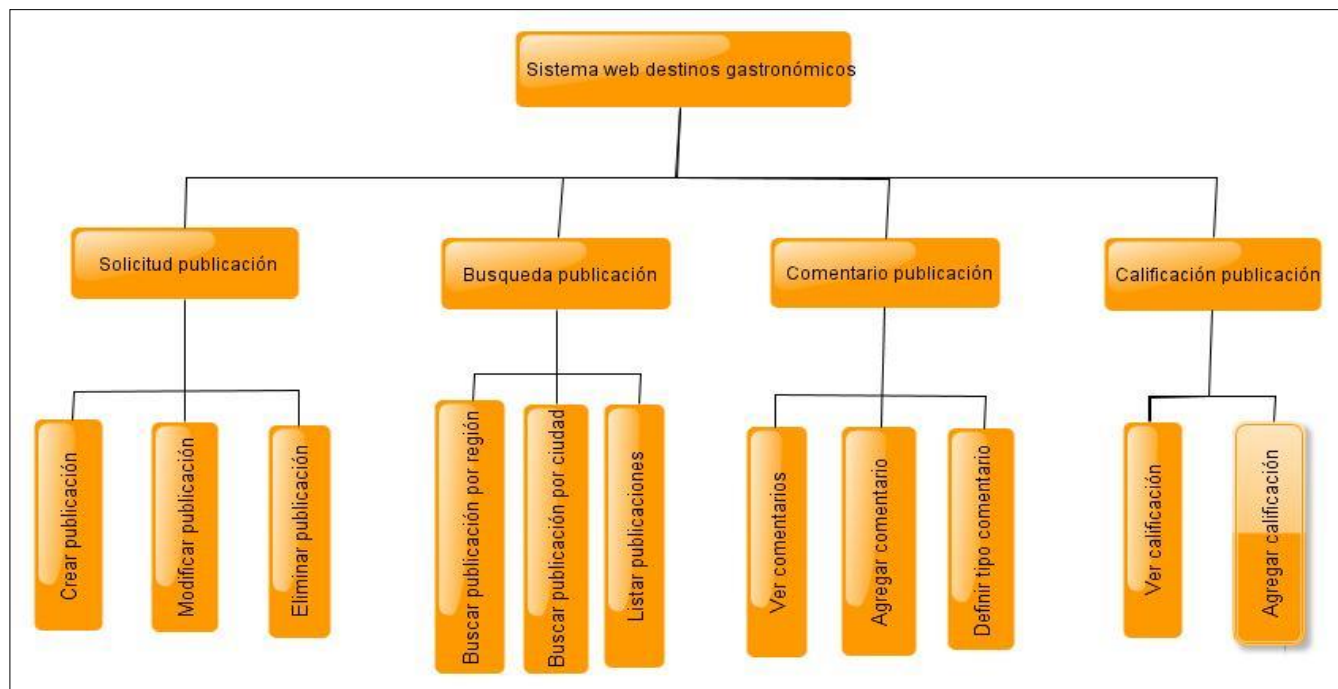 Sistema web destinos gastronómicos
Solicitud publicación
Busqueda publicación
Comentario publicación
Calificación publicación
Crear publicación
Modificar publicación
Eliminar publicación
Buscar publicación por región
Buscar publicación por ciudad
Listar publicaciones
Ver comentarios
Agregar comentario
Definir tipo comentario
Ver calificación
Agregar calificación